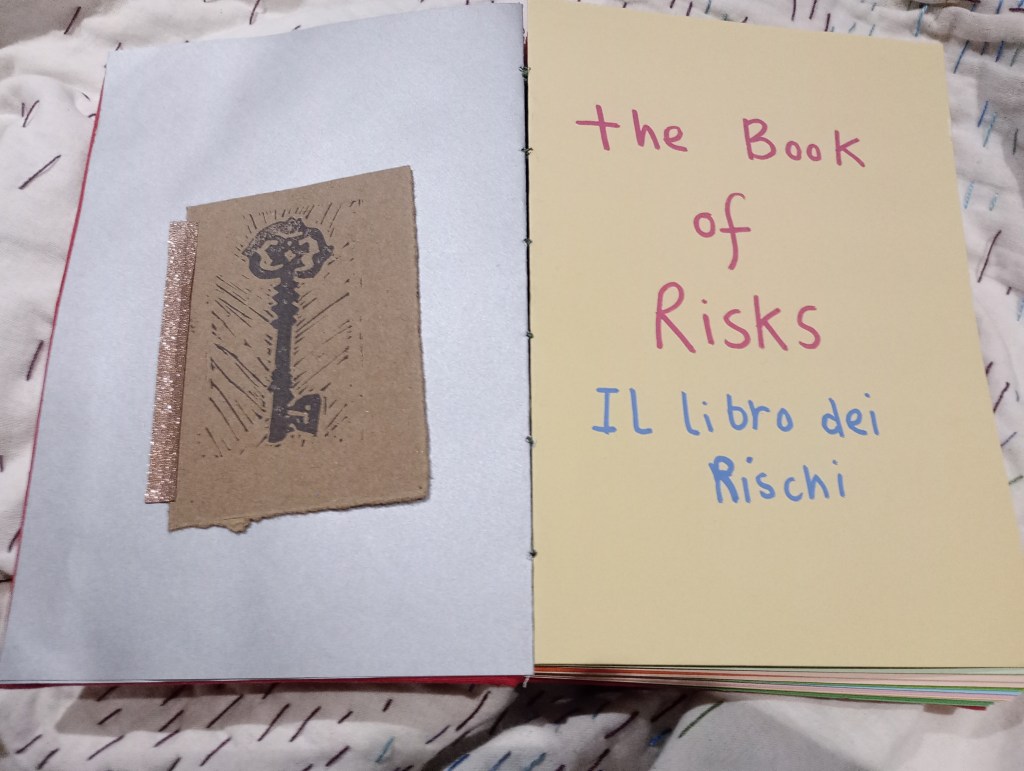 the Book
of
Risks
IL libro dei
Rischi